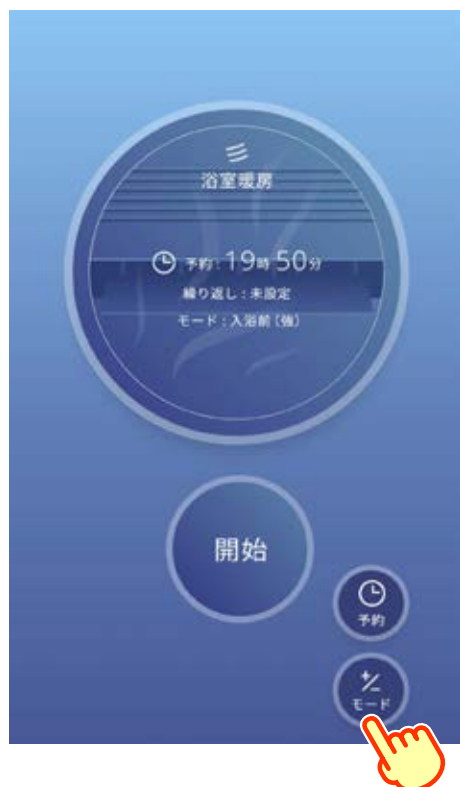 浴室暖房
予約:19時50分
繰り返し:未設定
モード:入浴前(強)
開始
予約
モード